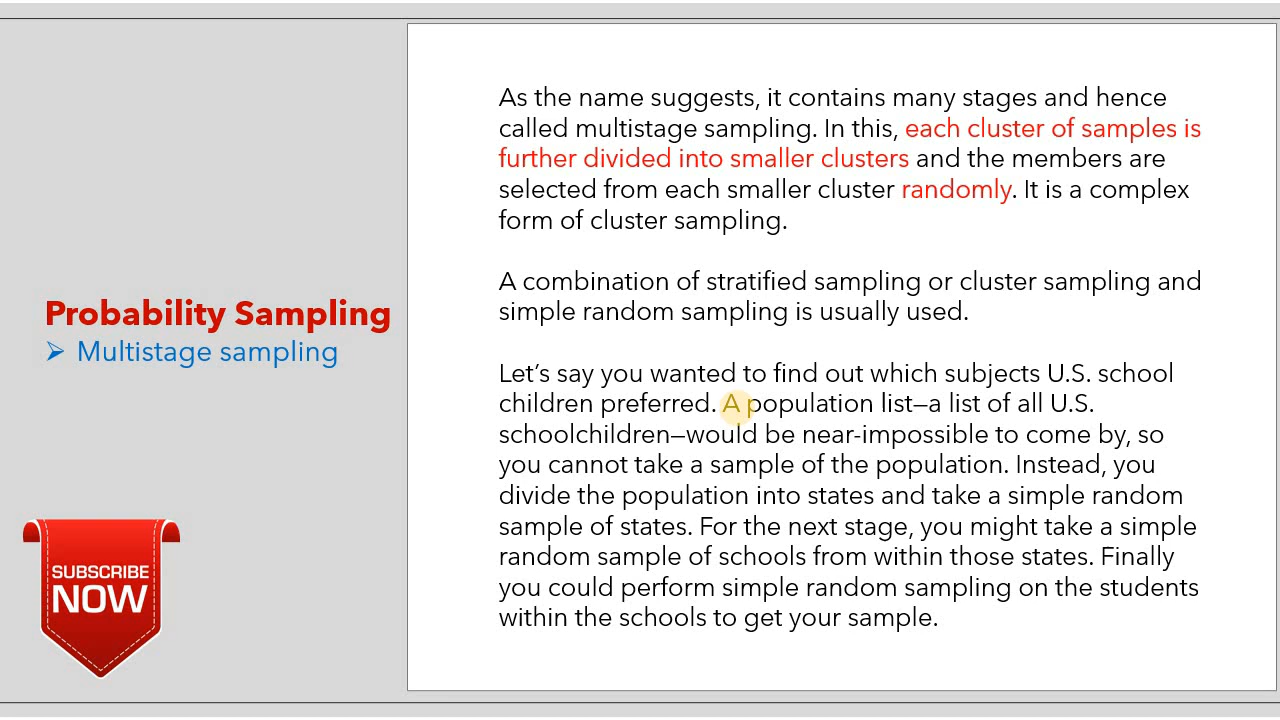 Probability Sampling
➢ Multistage sampling
SUBSCRIBE
NOW
As the name suggests, it contains many stages and hence
called multistage sampling. In this, each cluster of samples is
further divided into smaller clusters and the members are
selected from each smaller cluster randomly. It is a complex
form of cluster sampling.
A combination of stratified sampling or cluster sampling and
simple random sampling is usually used.
Let’s say you wanted to find out which subjects U.S. school
children preferred. A population list—a list of all U.S.
schoolchildren—would be near-impossible to come by, so
you cannot take a sample of the population. Instead, you
divide the population into states and take a simple random
sample of states. For the next stage, you might take a simple
random sample of schools from within those states. Finally
you could perform simple random sampling on the students
within the schools to get your sample.